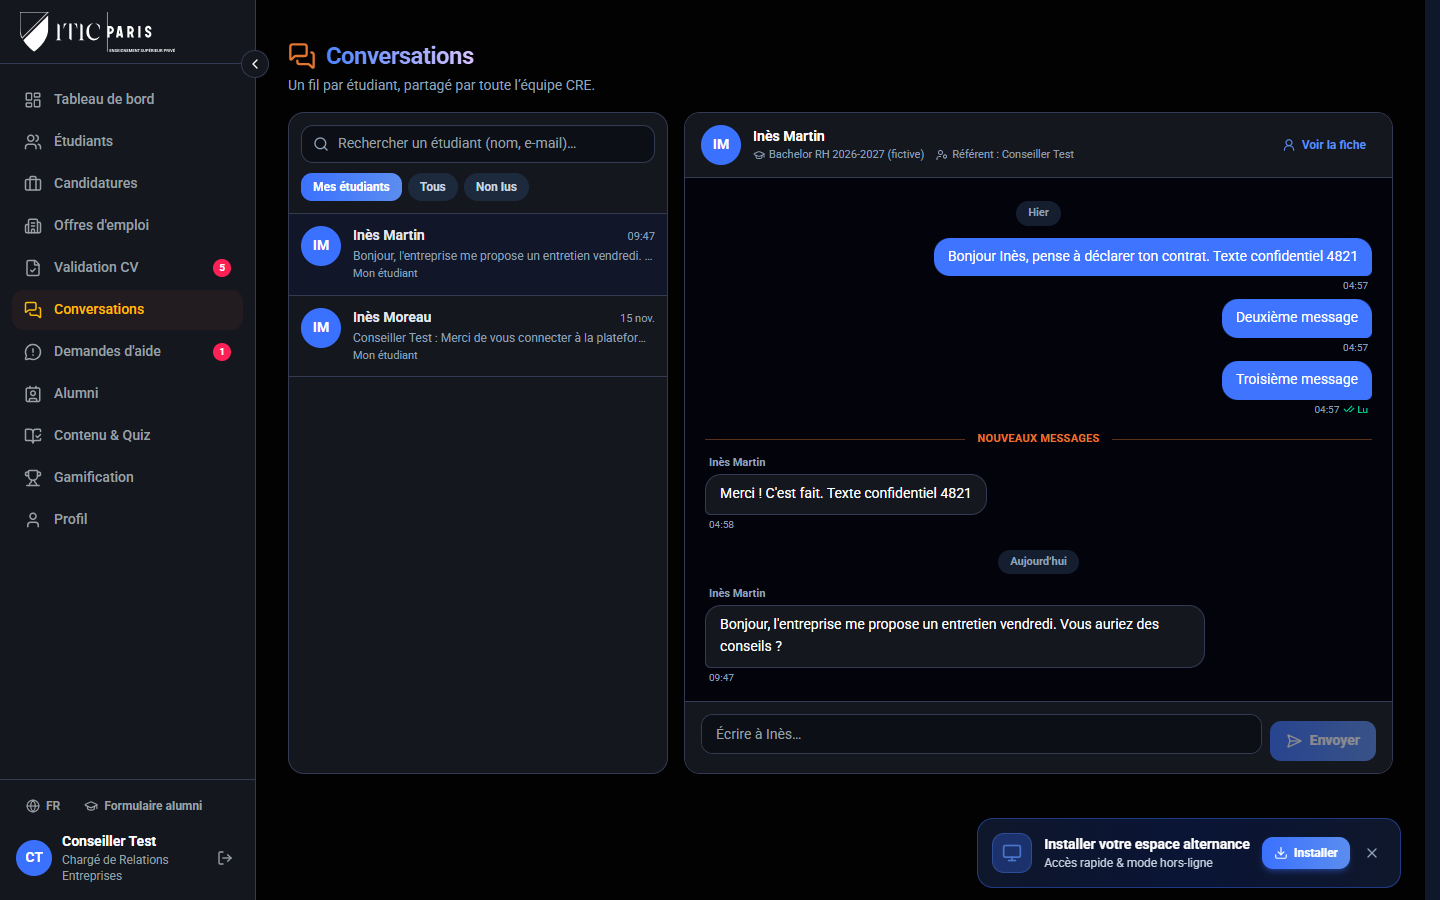 ITIC PARIS
ENSEIGNEMENT SUPÉRIEUR PRIVÉ
Tableau de bord
Étudiants
Candidatures
Offres d'emploi
Validation CV
5
Conversations
Demandes d'aide
1
Alumni
Contenu & Quiz
Gamification
Profil
FR
Formulaire alumni
CT
Conseiller Test
Chargé de Relations
Entreprises
Conversations
Un fil par étudiant, partagé par toute l'équipe CRE.
Rechercher un étudiant (nom, e-mail)...
Mes étudiants
Tous
Non lus
IM
Inès Martin
09:47
Bonjour, l'entreprise me propose un entretien vendredi. ...
Mon étudiant
IM
Inès Moreau
15 nov.
Conseiller Test : Merci de vous connecter à la platefor...
Mon étudiant
IM
Inès Martin
Bachelor RH 2026-2027 (fictive)
Référent : Conseiller Test
Voir la fiche
Hier
Bonjour Inès, pense à déclarer ton contrat. Texte confidentiel 4821
04:57
Deuxième message
04:57
Troisième message
04:57
Lu
NOUVEAUX MESSAGES
Inès Martin
Merci ! C'est fait. Texte confidentiel 4821
04:58
Aujourd'hui
Inès Martin
Bonjour, l'entreprise me propose un entretien vendredi. Vous auriez des
conseils ?
09:47
Écrire à Inès...
Envoyer
Installer votre espace alternance
Accès rapide & mode hors-ligne
Installer